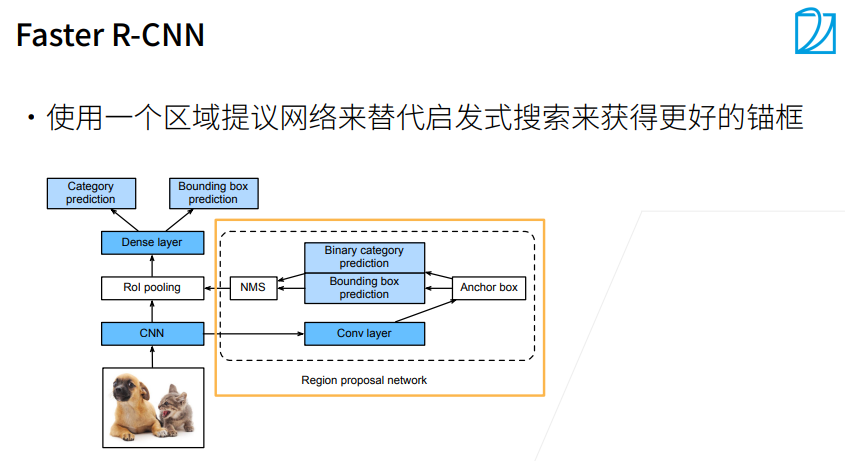 Faster R-CNN
• 使用一个区域提议网络来替代启发式搜索来获得更好的锚框
Category
prediction
Bounding box
prediction
Dense layer
Binary category
prediction
RoI pooling
NMS
Bounding box
prediction
Anchor box
CNN
Conv layer
Region proposal network